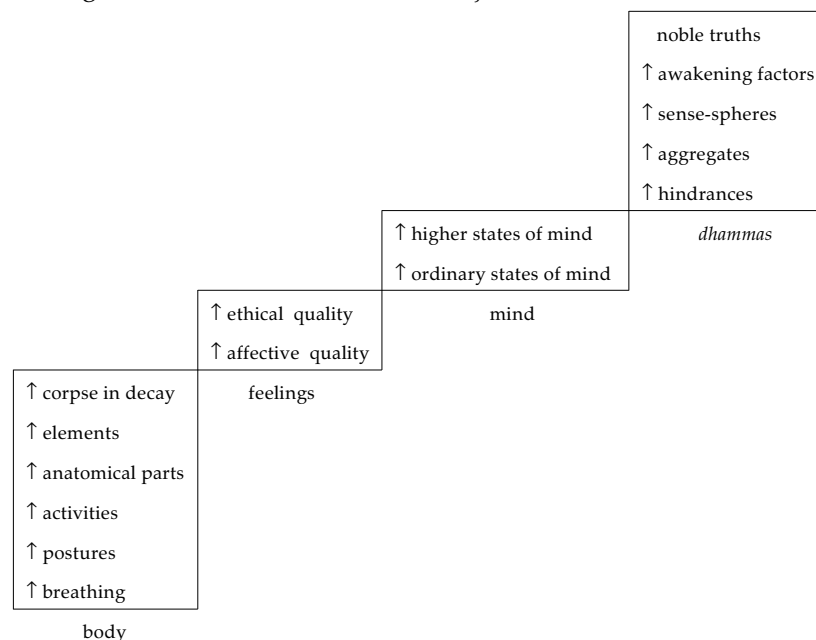 noble truths
↑ awakening factors
↑ sense-spheres
↑ aggregates
↑ hindrances
dhammas
↑ higher states of mind
↑ ordinary states of mind
mind
↑ ethical quality
↑ affective quality
feelings
↑ corpse in decay
↑ elements
↑ anatomical parts
↑ activities
↑ postures
↑ breathing
body